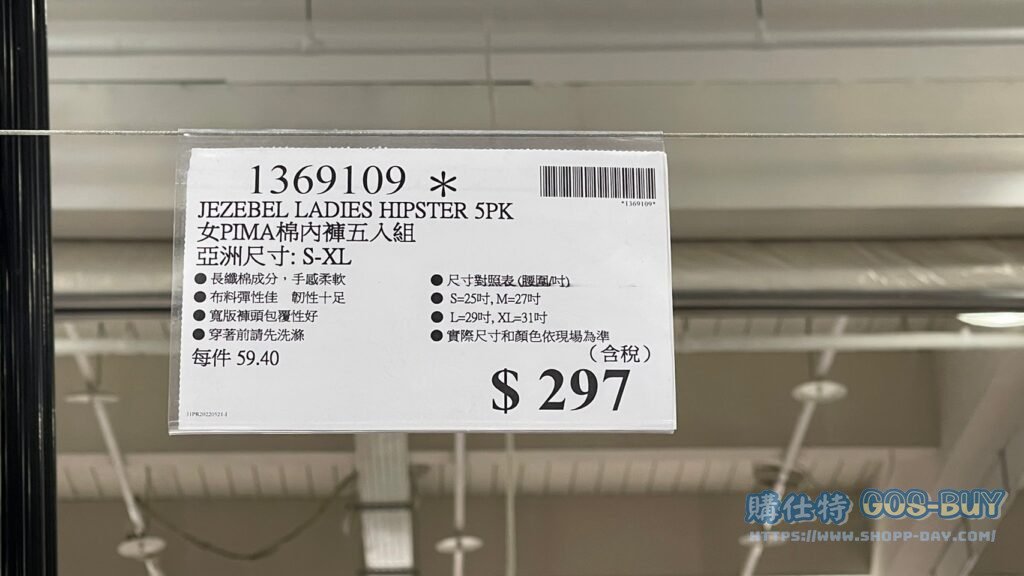 1369109 *
*1369109*
JEZEBEL LADIES HIPSTER 5PK
女PIMA棉內褲五入組
亞洲尺寸: S-XL
● 長纖棉成分，手感柔軟
● 布料彈性佳 韌性十足
● 寬版褲頭包覆性好
● 穿著前請先洗滌
● 尺寸對照表 (腰圍/吋)
● S=25吋, M=27吋
● L=29吋, XL=31吋
● 實際尺寸和顏色依現場為準
每件 59.40
（含稅）
$ 297
購仕特 GOS-BUY
HTTPS://WWW.SHOPP-DAY.COM/